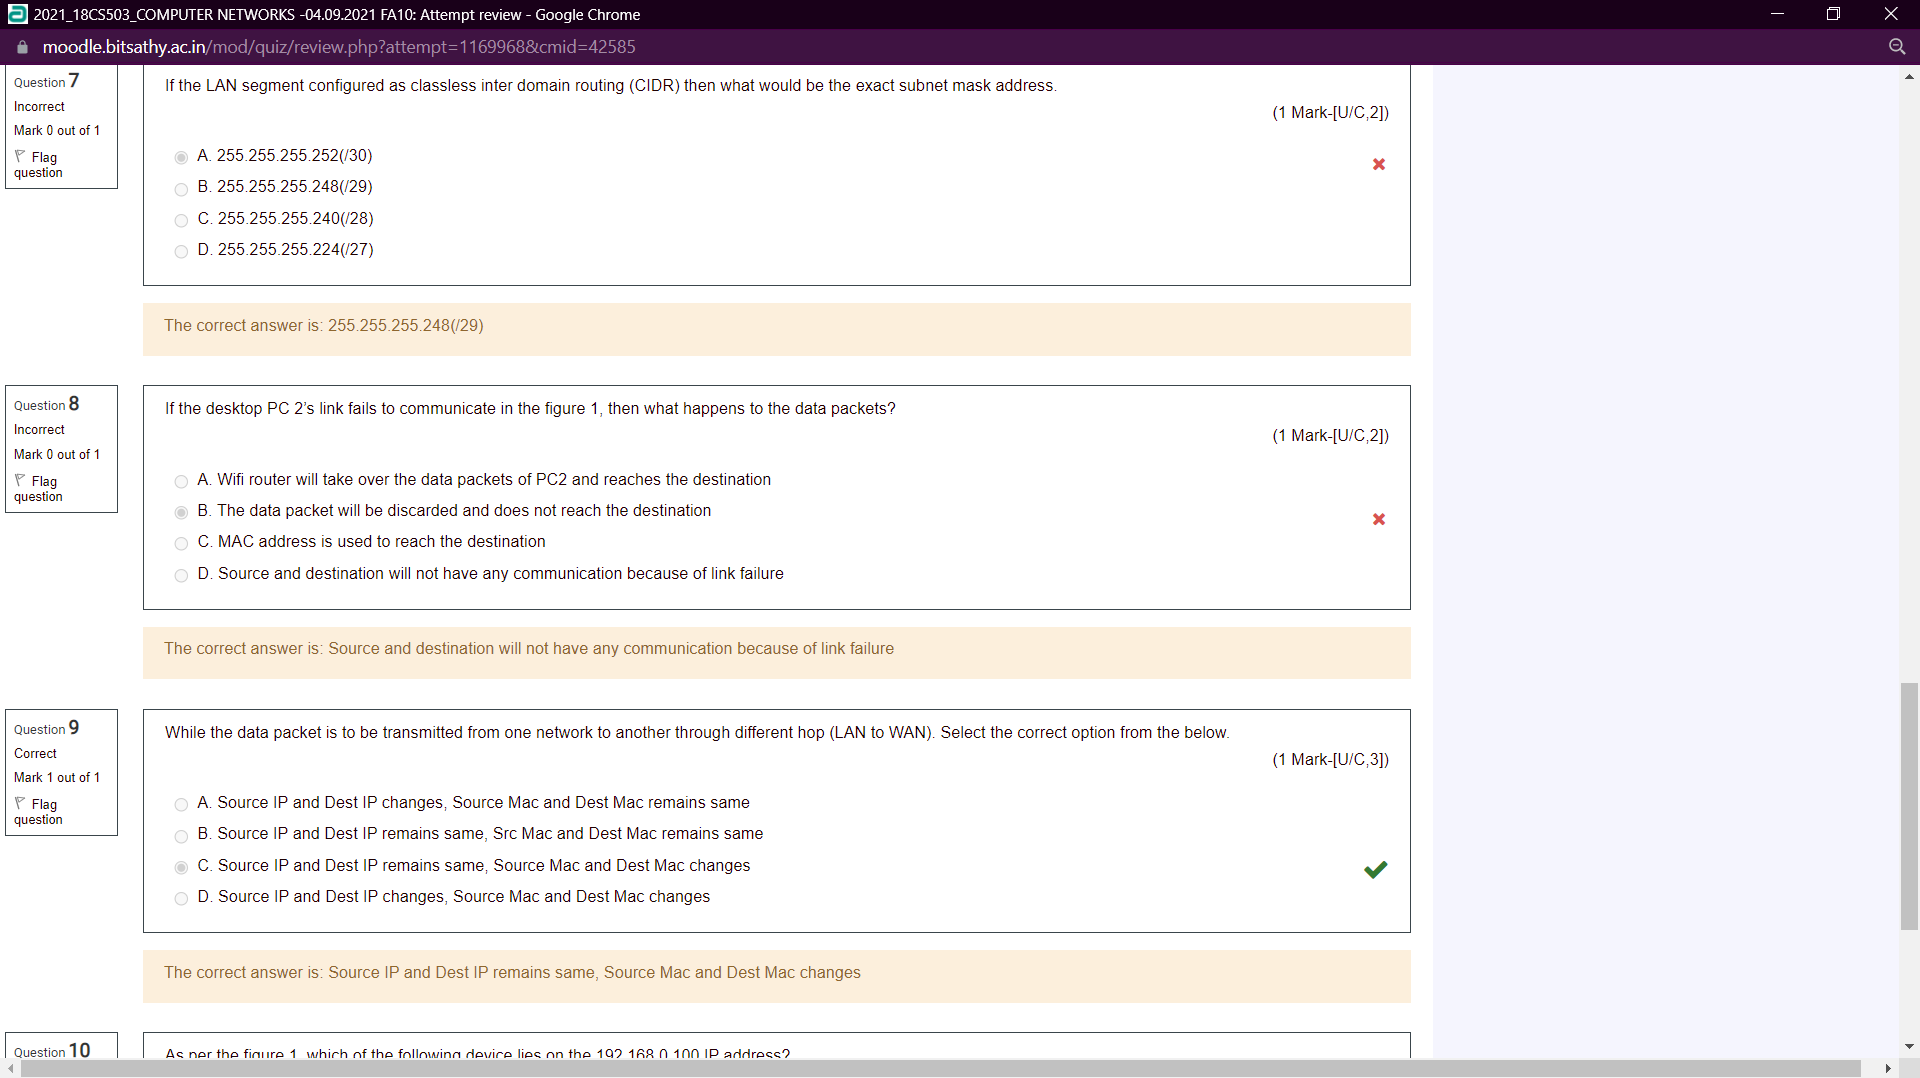 2021_18CS503_COMPUTER NETWORKS -04.09.2021 FA10: Attempt review - Google Chrome
moodle.bitsathy.ac.in/mod/quiz/review.php?attempt=1169968&cmid=42585
Question 7
Incorrect
Mark 0 out of 1
Flag question
If the LAN segment configured as classless inter domain routing (CIDR) then what would be the exact subnet mask address.
(1 Mark-[U/C,2])
A. 255.255.255.252(/30)
B. 255.255.255.248(/29)
C. 255.255.255.240(/28)
D. 255.255.255.224(/27)
The correct answer is: 255.255.255.248(/29)
Question 8
Incorrect
Mark 0 out of 1
Flag question
If the desktop PC 2's link fails to communicate in the figure 1, then what happens to the data packets?
(1 Mark-[U/C,2])
A. Wifi router will take over the data packets of PC2 and reaches the destination
B. The data packet will be discarded and does not reach the destination
C. MAC address is used to reach the destination
D. Source and destination will not have any communication because of link failure
The correct answer is: Source and destination will not have any communication because of link failure
Question 9
Correct
Mark 1 out of 1
Flag question
While the data packet is to be transmitted from one network to another through different hop (LAN to WAN). Select the correct option from the below.
(1 Mark-[U/C,3])
A. Source IP and Dest IP changes, Source Mac and Dest Mac remains same
B. Source IP and Dest IP remains same, Src Mac and Dest Mac remains same
C. Source IP and Dest IP remains same, Source Mac and Dest Mac changes
D. Source IP and Dest IP changes, Source Mac and Dest Mac changes
The correct answer is: Source IP and Dest IP remains same, Source Mac and Dest Mac changes
Question 10
As per the figure 1, which of the following device lies on the 192.168.0.100 IP address?